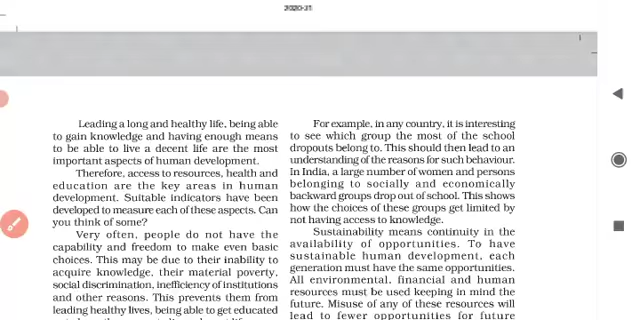 2020-21
Leading a long and healthy life, being able
to gain knowledge and having enough means
to be able to live a decent life are the most
important aspects of human development.
Therefore, access to resources, health and
education are the key areas in human
development. Suitable indicators have been
developed to measure each of these aspects. Can
you think of some?
Very often, people do not have the
capability and freedom to make even basic
choices. This may be due to their inability to
acquire knowledge, their material poverty,
social discrimination, inefficiency of institutions
and other reasons. This prevents them from
leading healthy lives, being able to get educated
For example, in any country, it is interesting
to see which group the most of the school
dropouts belong to. This should then lead to an
understanding of the reasons for such behaviour.
In India, a large number of women and persons
belonging to socially and economically
backward groups drop out of school. This shows
how the choices of these groups get limited by
not having access to knowledge.
Sustainability means continuity in the
availability of opportunities. To have
sustainable human development, each
generation must have the same opportunities.
All environmental, financial and human
resources must be used keeping in mind the
future. Misuse of any of these resources will
lead to fewer opportunities for future